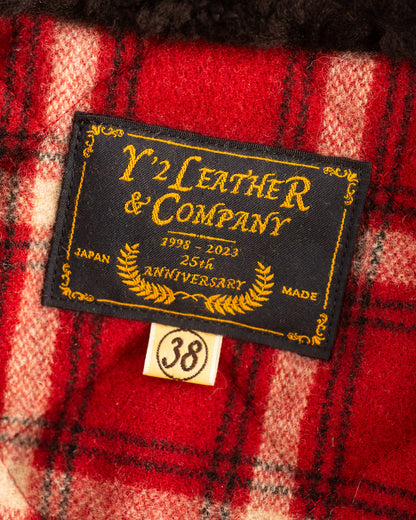 Y'2 LEATHER
& COMPANY
1998 - 2023
25th
ANNIVERSARY
JAPAN MADE
38